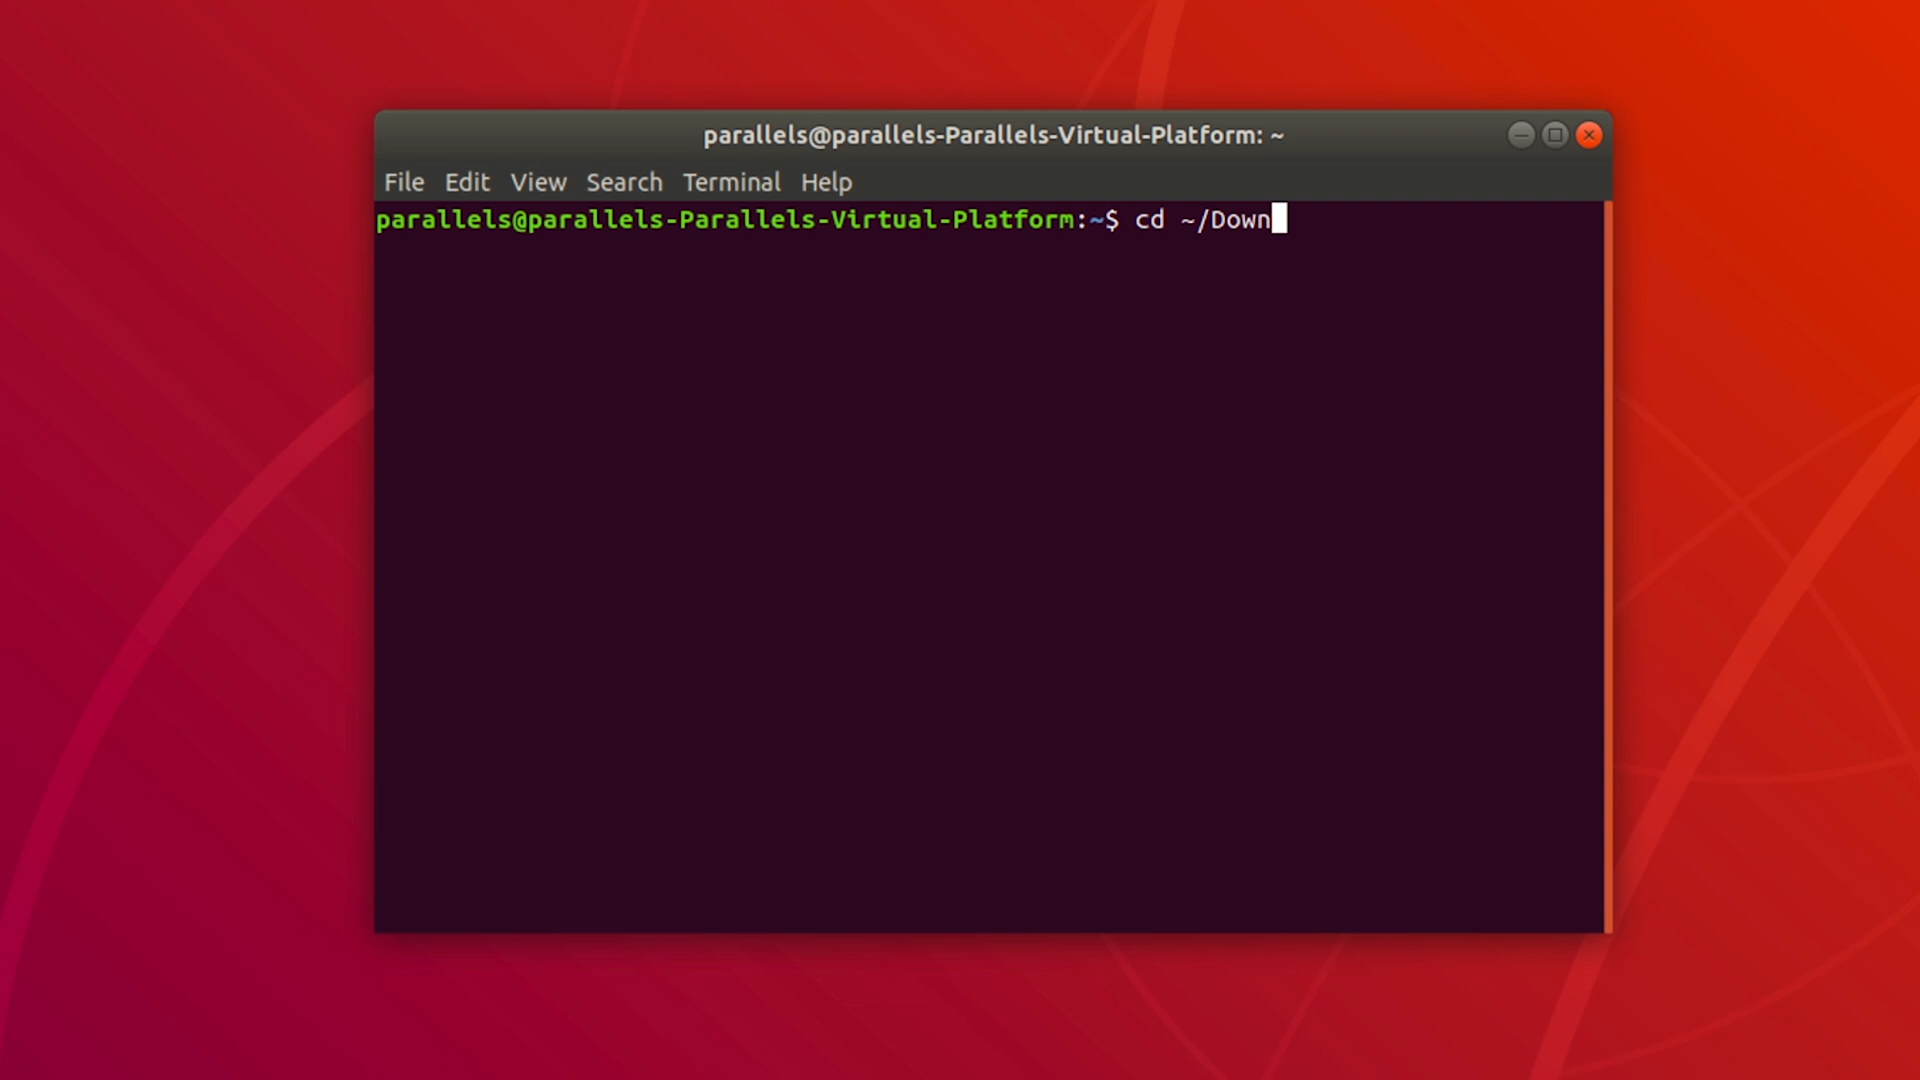 parallels@parallels-Parallels-Virtual-Platform: ~
File Edit View Search Terminal Help
parallels@parallels-Parallels-Virtual-Platform:~$ cd ~/Down